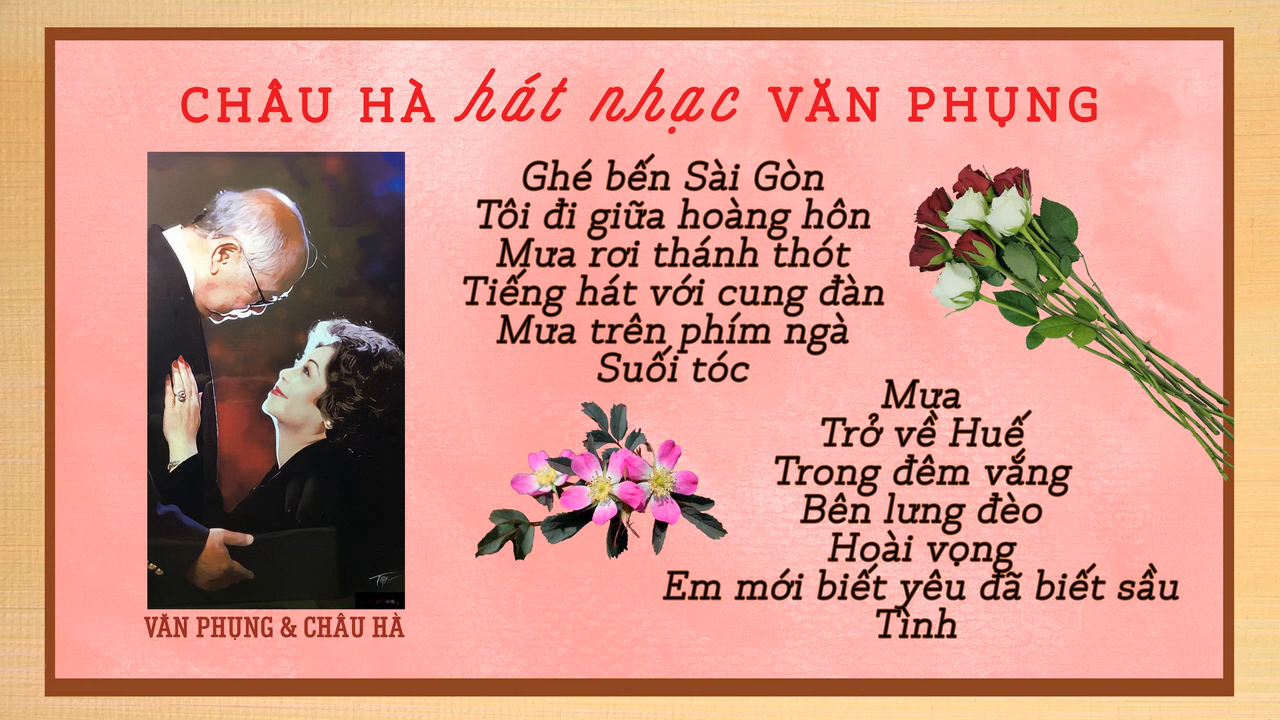 CHÂU HÀ hát nhạc VĂN PHỤNG
Ghé bến Sài Gòn
Tôi đi giữa hoàng hôn
Mưa rơi thánh thót
Tiếng hát với cung đàn
Mưa trên phím ngà
Suối tóc
Mưa
Trở về Huế
Trong đêm vắng
Bên lưng đèo
Hoài vọng
Em mới biết yêu đã biết sầu
Tình
VĂN PHỤNG & CHÂU HÀ